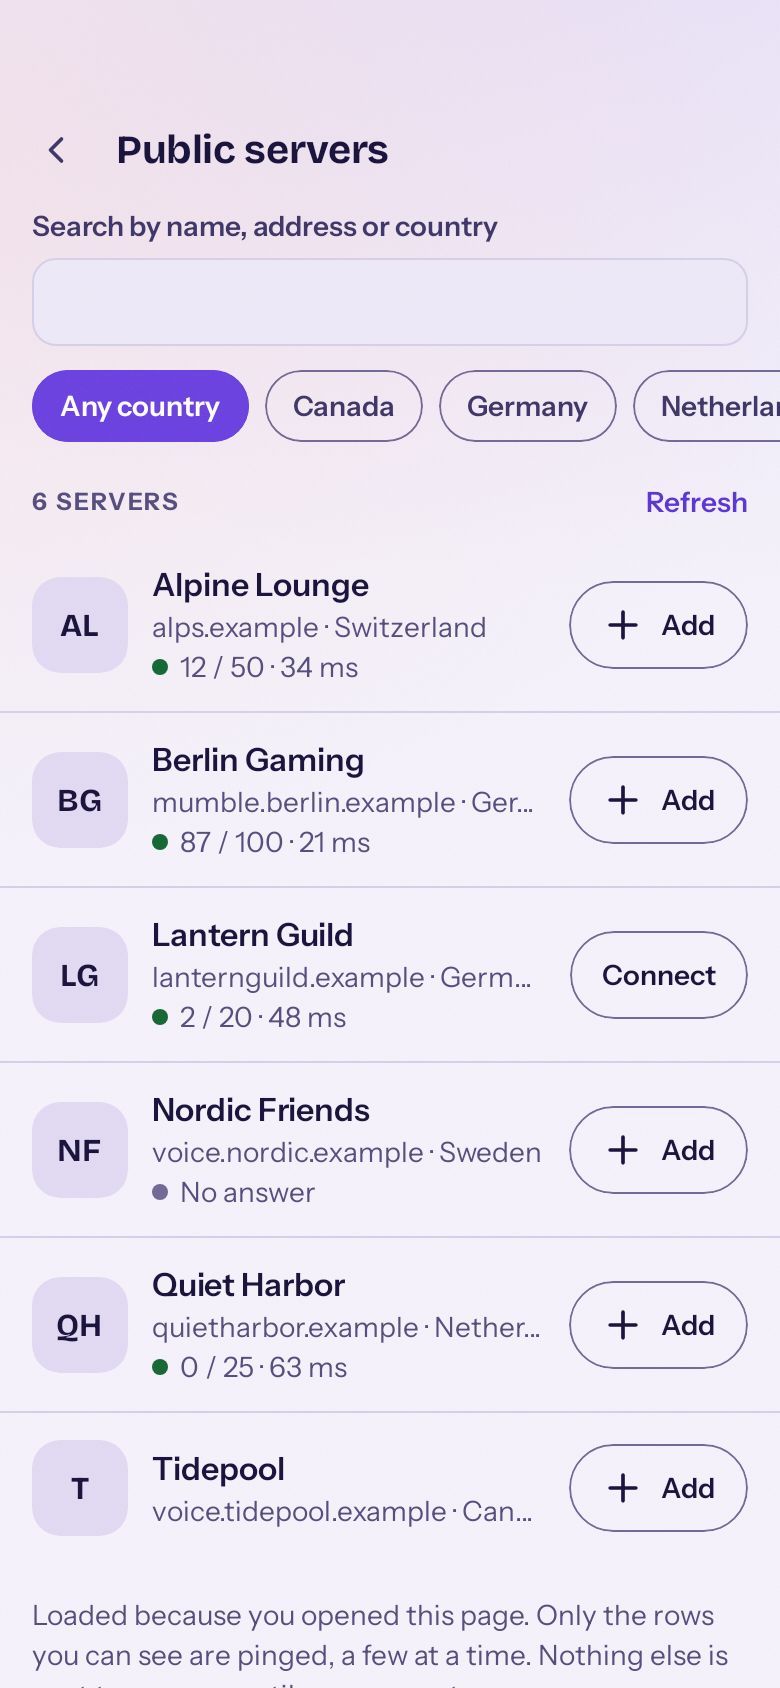 Public servers
Search by name, address or country
Any country
Canada
Germany
Netherlan
6 SERVERS
Refresh
AL
Alpine Lounge
alps.example · Switzerland
12 / 50 · 34 ms
Add
BG
Berlin Gaming
mumble.berlin.example · Ger...
87 / 100 · 21 ms
Add
LG
Lantern Guild
lanternguild.example · Germ...
2 / 20 · 48 ms
Connect
NF
Nordic Friends
voice.nordic.example · Sweden
No answer
Add
QH
Quiet Harbor
quietharbor.example · Nether...
0 / 25 · 63 ms
Add
T
Tidepool
voice.tidepool.example · Can...
Add
Loaded because you opened this page. Only the rows
you can see are pinged, a few at a time. Nothing else is